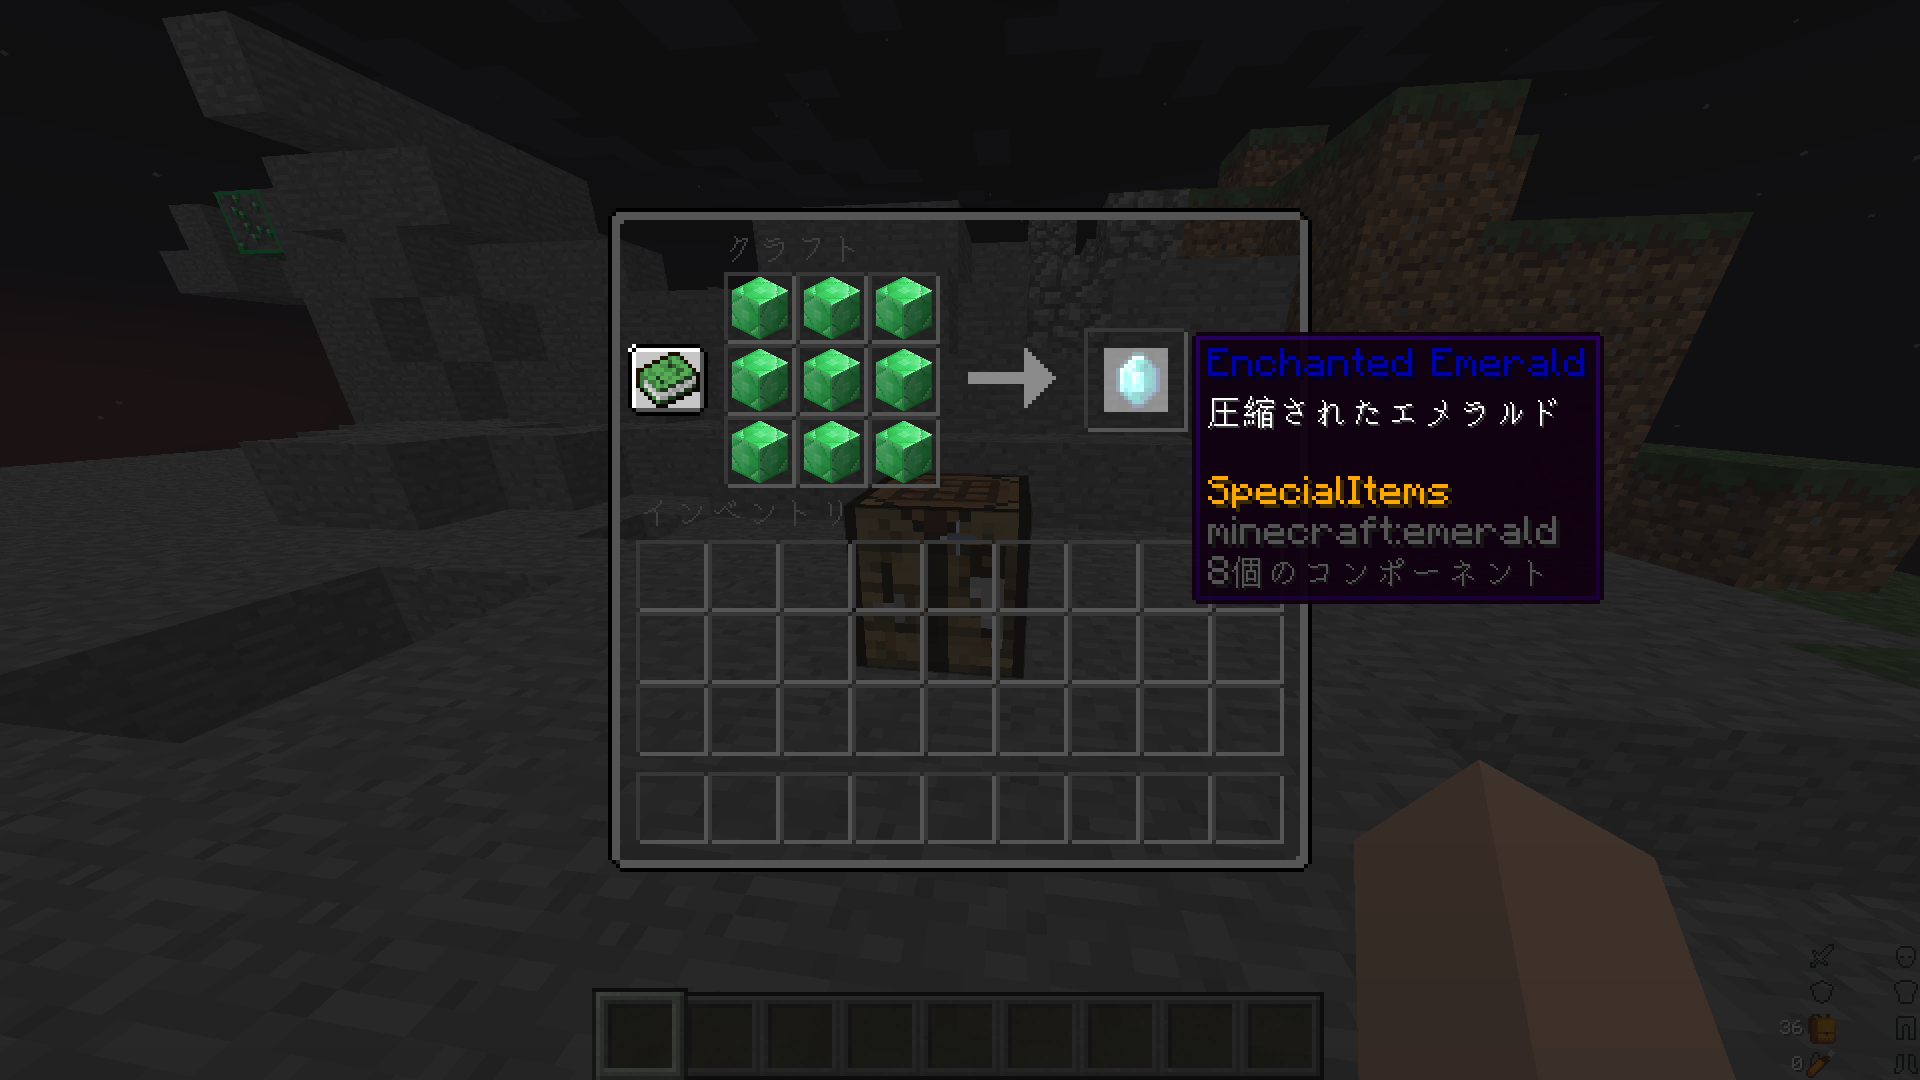 クラフト
Enchanted Emerald
圧縮されたエメラルド
SpecialItems
minecraft:emerald
8個のコンポーネント
インベントリ
36
0